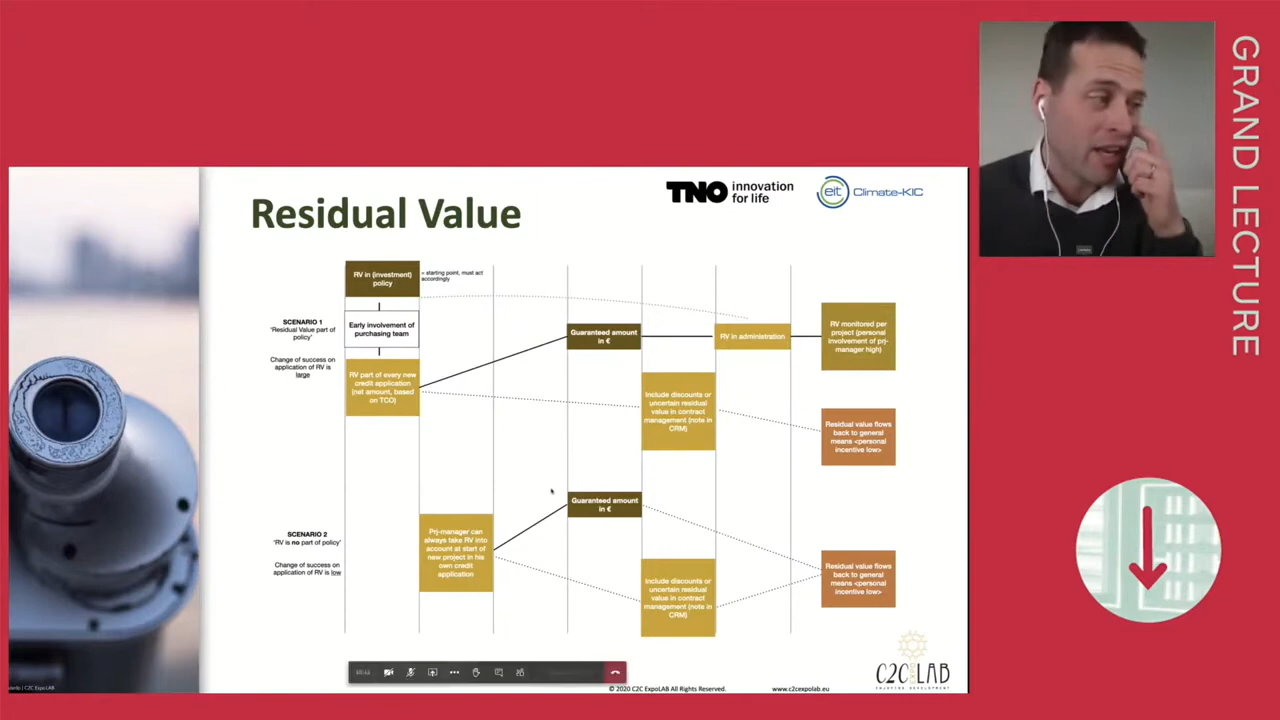 GRAND LECTURE
TNO innovation
for life
eit Climate-KIC
Residual Value
RV in (investment)
policy
= starting point, must act
accordingly
SCENARIO 1
'Residual Value part of
policy'
Change of success on
application of RV is
large
Early involvement of
purchasing team
RV part of every new
credit application
(net amount, based
on TCO)
Guaranteed amount
in €
RV in administration
RV monitored per
project (personal
involvement of prj-
manager high)
Include discounts or
uncertain residual
value in contract
management (note in
CRM)
Residual value flows
back to general
means <personal
incentive low>
SCENARIO 2
'RV is no part of policy'
Change of success on
application of RV is low
Prj-manager can
always take RV into
account at start of
new project in his
own credit
application
Guaranteed amount
in €
Include discounts or
uncertain residual
value in contract
management (note in
CRM)
Residual value flows
back to general
means <personal
incentive low>
C2C EXPO LAB
ENJOYING DEVELOPMENT
| C2C ExpoLAB
© 2020 C2C ExpoLAB All Rights Reserved.
www.c2cexpolab.eu